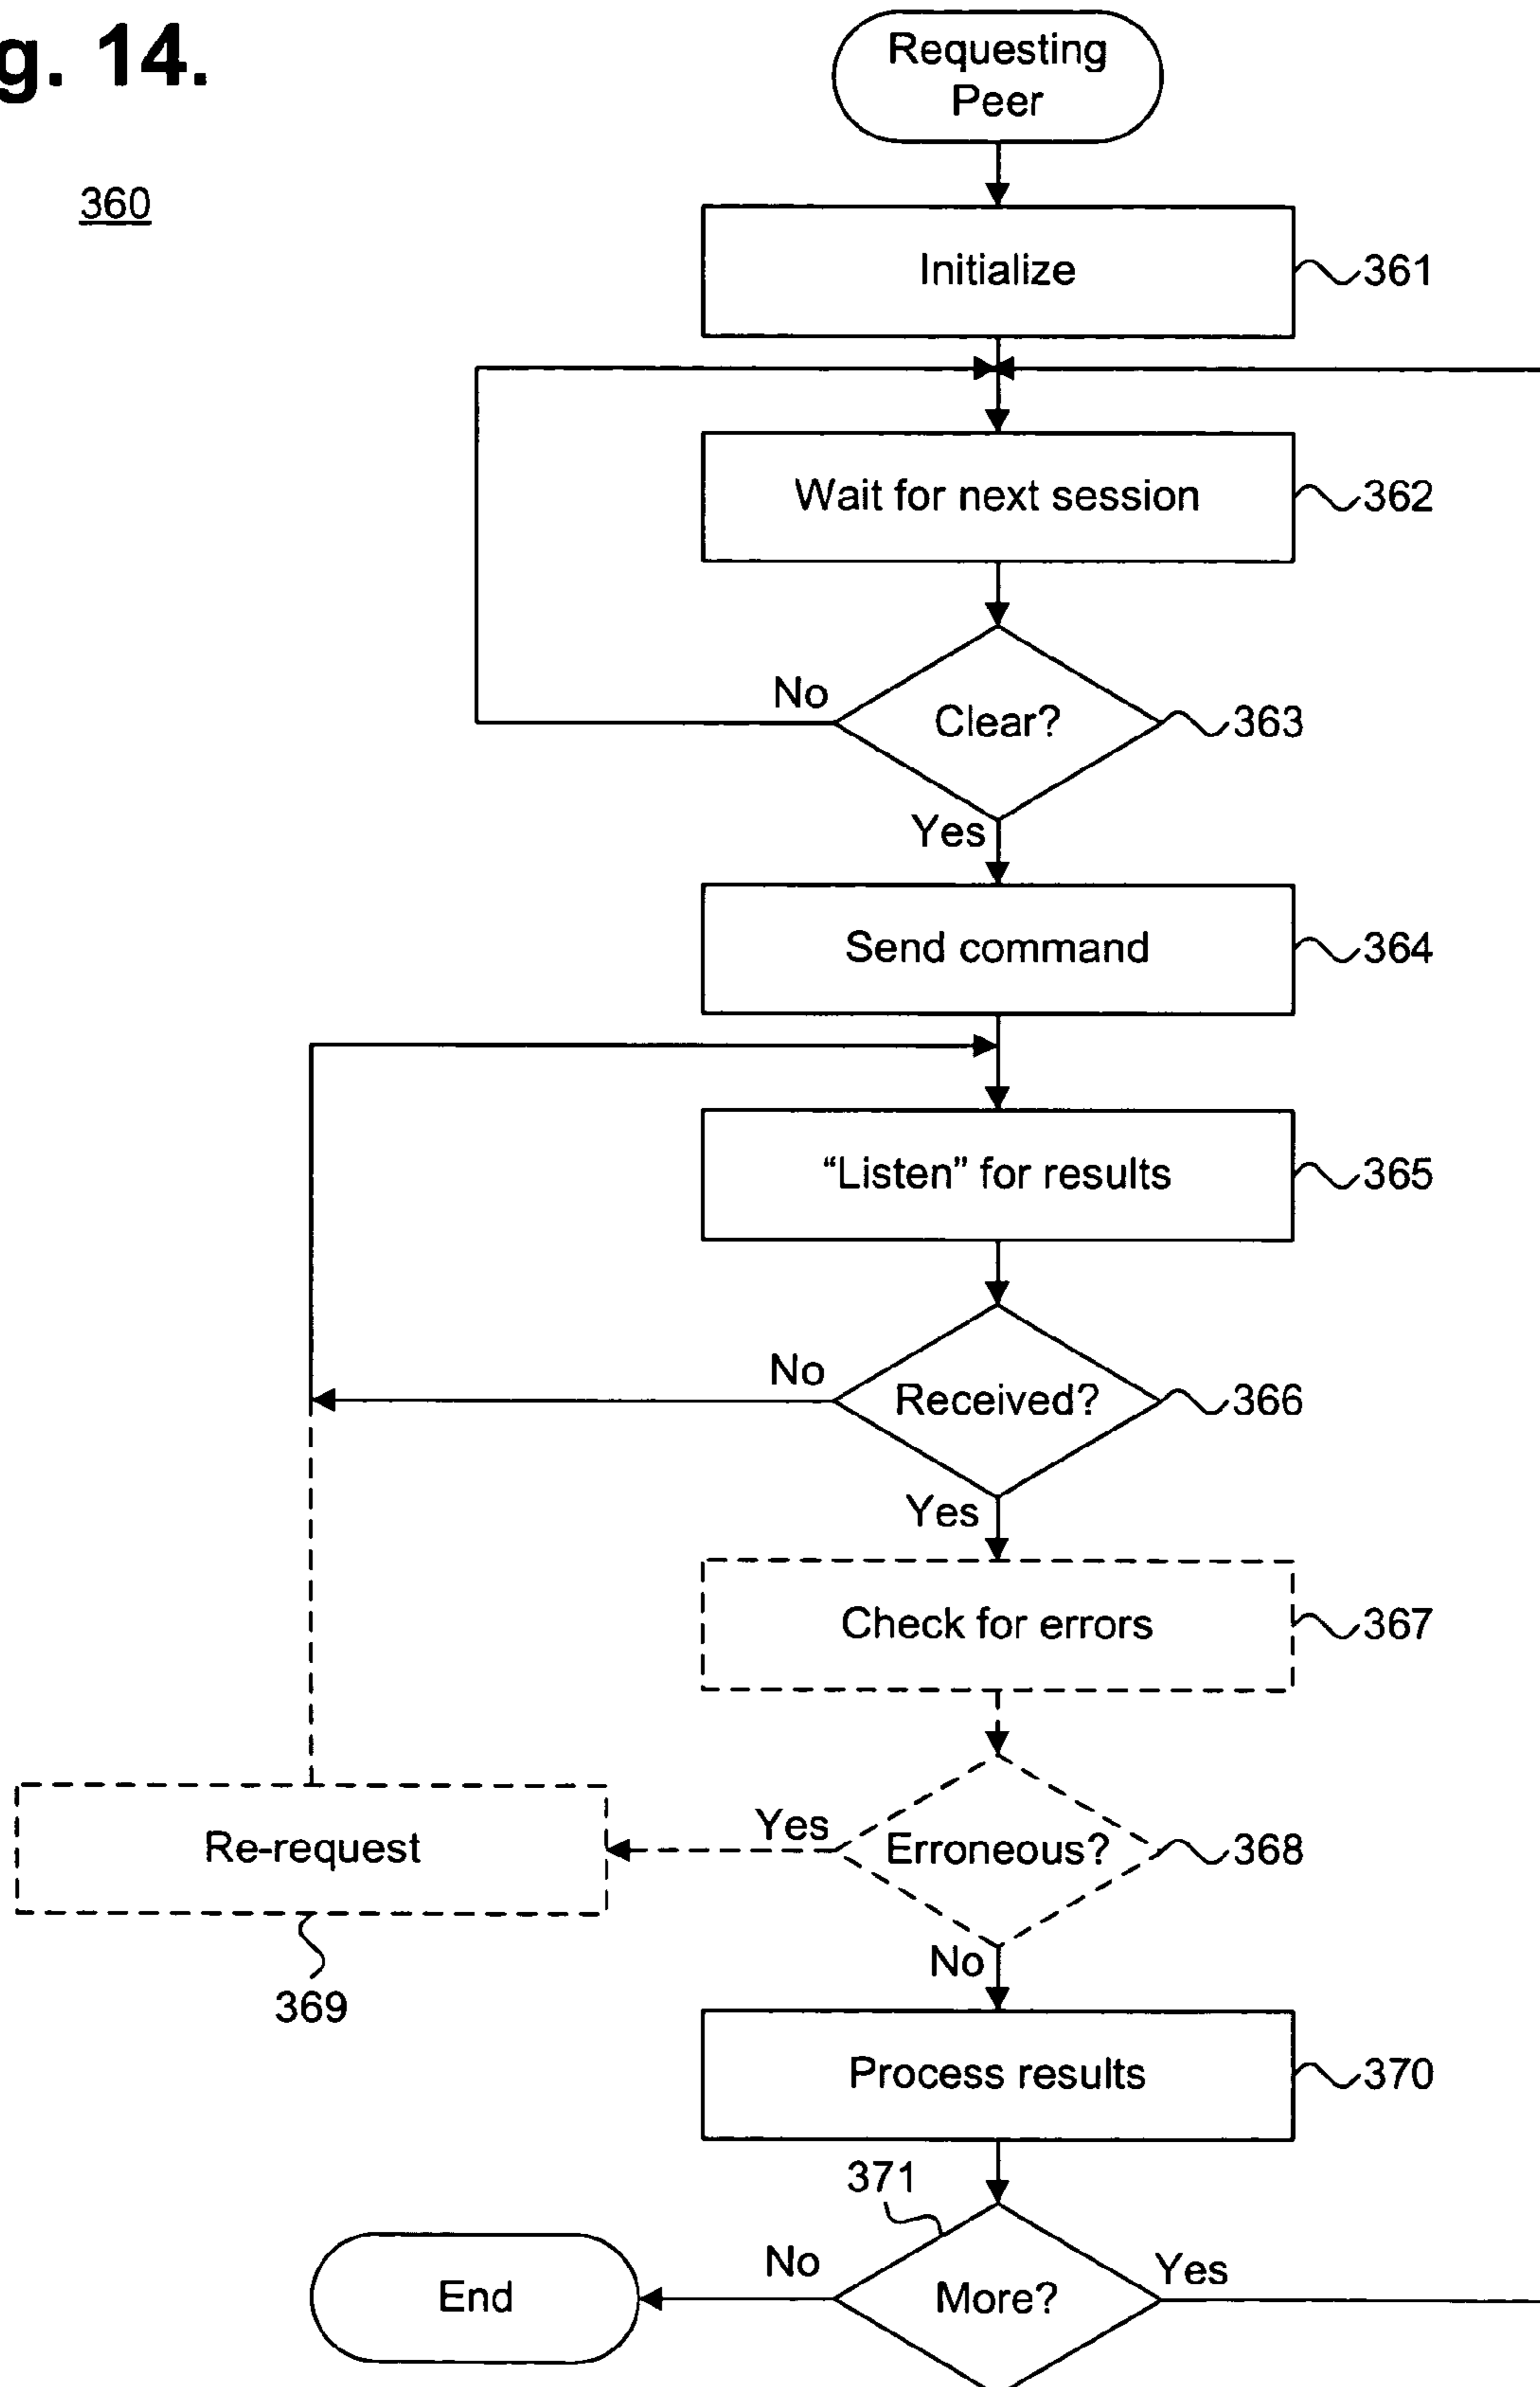 g. 14.
360
Requesting
Peer
Initialize
361
Wait for next session
362
No
Clear?
363
Yes
Send command
364
“Listen” for results
365
No
Received?
366
Yes
Check for errors
367
Re-request
369
Yes
Erroneous?
368
No
Process results
370
371
End
No
More?
Yes